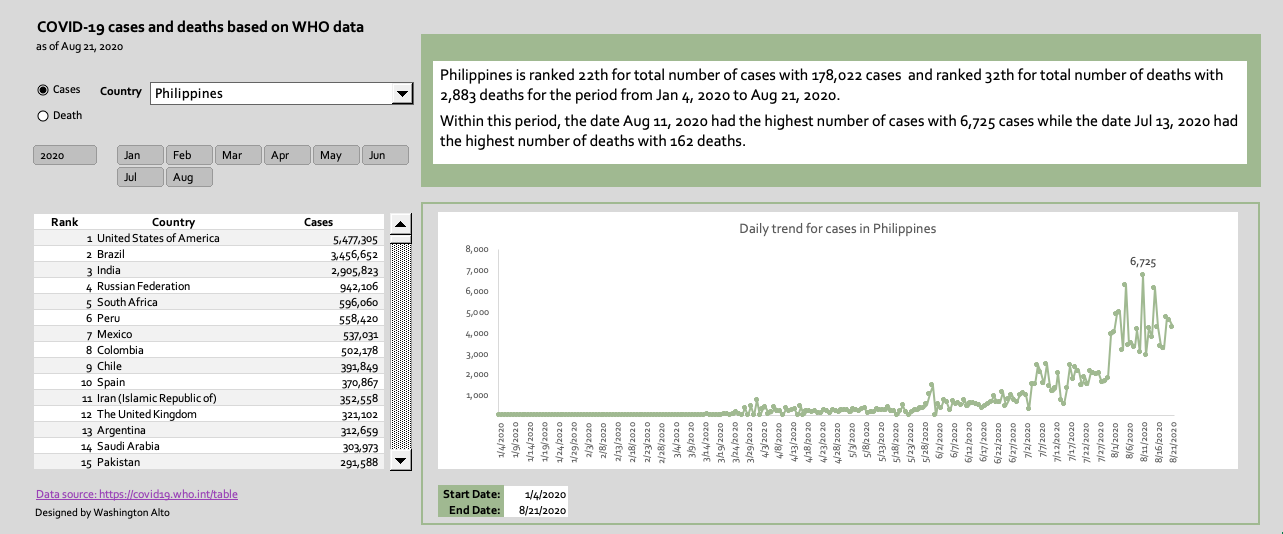 COVID-19 cases and deaths based on WHO data
as of Aug 21, 2020
Cases
Death
Country
Philippines
2020
Jan Feb Mar Apr May Jun
Jul Aug
Rank Country Cases
1 United States of America 5,477,305
2 Brazil 3,456,652
3 India 2,905,823
4 Russian Federation 942,106
5 South Africa 596,060
6 Peru 558,420
7 Mexico 537,031
8 Colombia 502,178
9 Chile 391,849
10 Spain 370,867
11 Iran (Islamic Republic of) 352,558
12 The United Kingdom 321,102
13 Argentina 312,659
14 Saudi Arabia 303,973
15 Pakistan 291,588
Data source: https://covid19.who.int/table
Designed by Washington Alto
Philippines is ranked 22th for total number of cases with 178,022 cases and ranked 32th for total number of deaths with
2,883 deaths for the period from Jan 4, 2020 to Aug 21, 2020.
Within this period, the date Aug 11, 2020 had the highest number of cases with 6,725 cases while the date Jul 13, 2020 had
the highest number of deaths with 162 deaths.
Daily trend for cases in Philippines
8,000
7,000
6,000
5,000
4,000
3,000
2,000
1,000
6,725
1/4/2020
1/9/2020
1/14/2020
1/19/2020
1/24/2020
1/29/2020
2/3/2020
2/8/2020
2/13/2020
2/18/2020
2/23/2020
2/28/2020
3/4/2020
3/9/2020
3/14/2020
3/19/2020
3/24/2020
3/29/2020
4/3/2020
4/8/2020
4/13/2020
4/18/2020
4/23/2020
4/28/2020
5/3/2020
5/8/2020
5/13/2020
5/18/2020
5/23/2020
5/28/2020
6/2/2020
6/7/2020
6/12/2020
6/17/2020
6/22/2020
6/27/2020
7/2/2020
7/7/2020
7/12/2020
7/17/2020
7/22/2020
7/27/2020
8/1/2020
8/6/2020
8/11/2020
8/16/2020
8/21/2020
Start Date: 1/4/2020
End Date: 8/21/2020